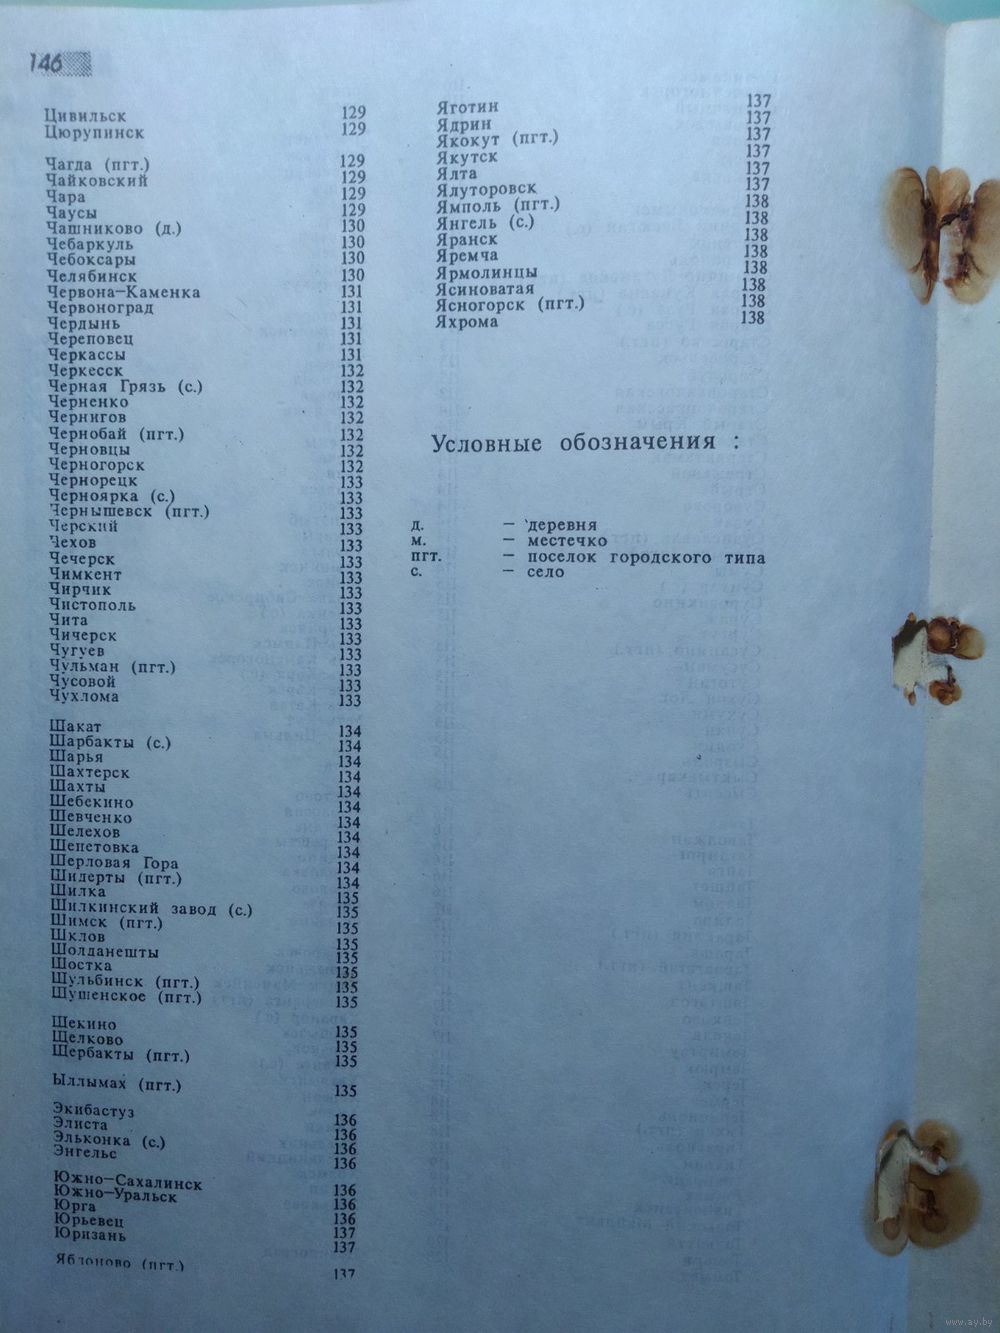 146
Цивильск 129
Цюрупинск 129
Чагда (пгт.) 129
Чайковский 129
Чара 129
Чаусы 129
Чашниково (д.) 130
Чебаркуль 130
Чебоксары 130
Челябинск 130
Червона-Каменка 131
Червоноград 131
Чердынь 131
Череповец 131
Черкассы 131
Черкесск 132
Черная Грязь (с.) 132
Черненко 132
Чернигов 132
Чернобай (пгт.) 132
Черновцы 132
Черногорск 132
Чернорецк 133
Черноярка (с.) 133
Чернышевск (пгт.) 133
Черский 133
Чехов 133
Чечерск 133
Чимкент 133
Чирчик 133
Чистополь 133
Чита 133
Чичерск 133
Чугуев 133
Чульман (пгт.) 133
Чусовой 133
Чухлома 133
Шакат 134
Шарбакты (с.) 134
Шарья 134
Шахтерск 134
Шахты 134
Шебекино 134
Шевченко 134
Шелехов 134
Шепетовка 134
Шерловая Гора 134
Шидерты (пгт.) 134
Шилка 135
Шилкинский завод (с.) 135
Шимск (пгт.) 135
Шклов 135
Шолданешты 135
Шостка 135
Шульбинск (пгт.) 135
Шушенское (пгт.) 135
Щекино 135
Щелково 135
Щербакты (пгт.) 135
Ыллымах (пгт.) 135
Экибастуз 136
Элиста 136
Эльконка (с.) 136
Энгельс 136
Южно-Сахалинск 136
Южно-Уральск 136
Юрга 136
Юрьевец 137
Юризань 137
Яблоново (пгт.) 137
Яготин 137
Ядрин 137
Якокут (пгт.) 137
Якутск 137
Ялта 137
Ялуторовск 137
Ямполь (пгт.) 138
Янгель (с.) 138
Яранск 138
Яремча 138
Ярмолинцы 138
Ясиноватая 138
Ясногорск (пгт.) 138
Яхрома 138
Условные обозначения :
д. — деревня
м. — местечко
пгт. — поселок городского типа
с. — село
www.ay.by